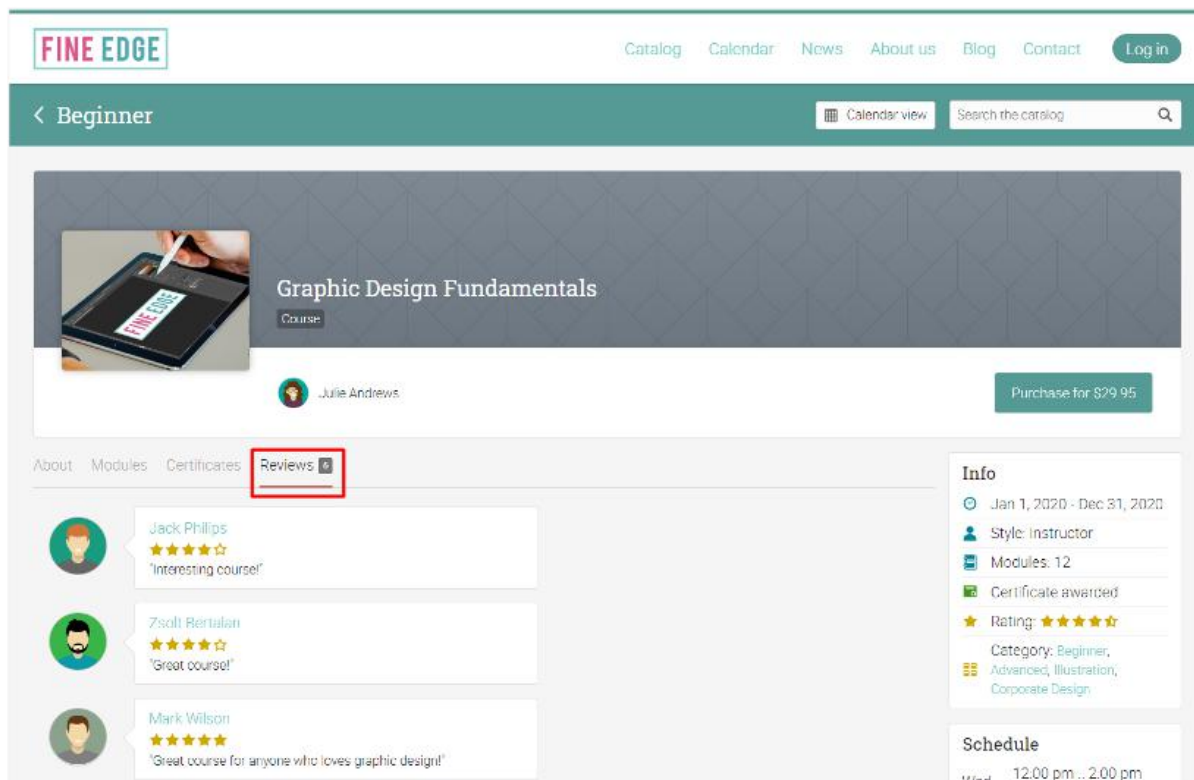 FINE EDGE
Catalog Calendar News About us Blog Contact Log in
Beginner
Calendar view
Search the catalog
FINE EDGE
Graphic Design Fundamentals
Course
Julie Andrews
Purchase for $29.95
About Modules Certificates Reviews 6
Jack Philips
"Interesting course!"
Zsolt Bertalan
"Great course!"
Mark Wilson
"Great course for anyone who loves graphic design!"
Info
Jan 1, 2020 - Dec 31, 2020
Style: Instructor
Modules: 12
Certificate awarded
Rating:
Category: Beginner,
Advanced, Illustration,
Corporate Design
Schedule
Wed 12:00 pm .. 2:00 pm